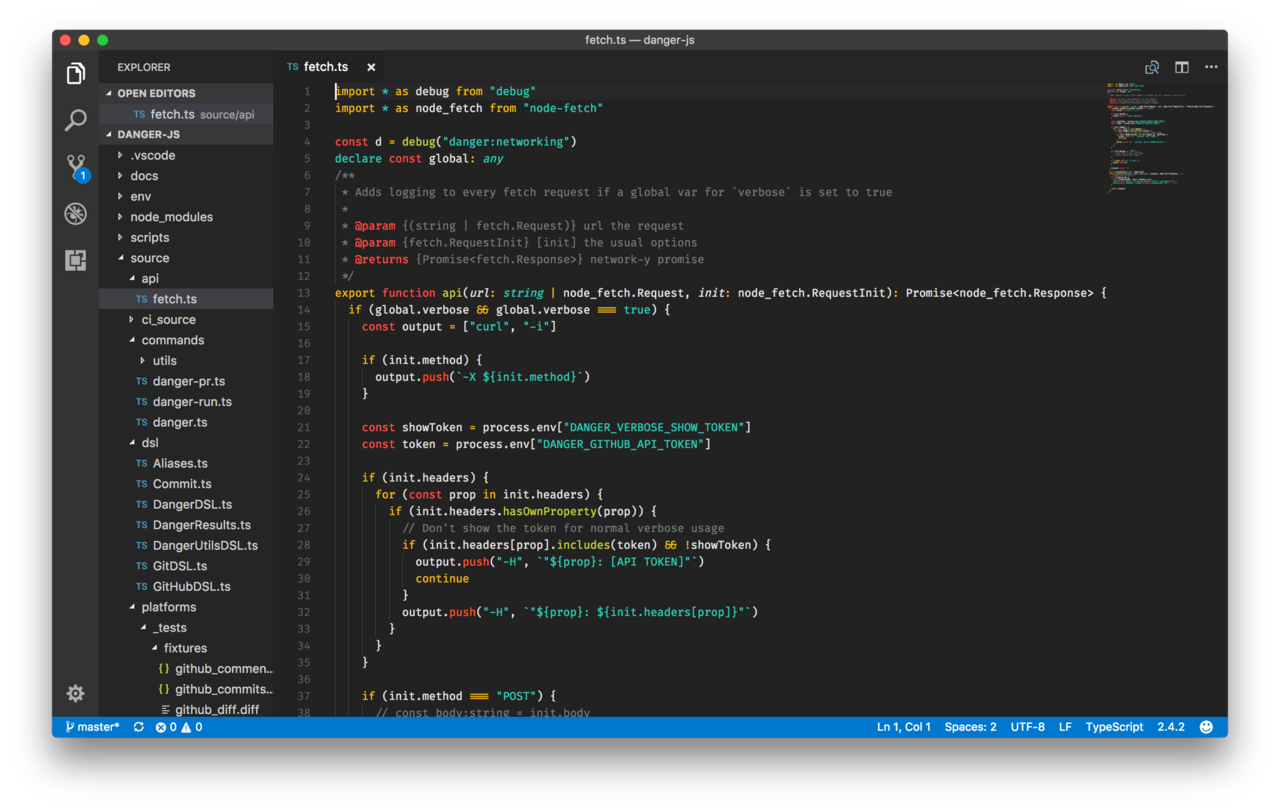 fetch.ts — danger-js
EXPLORER
OPEN EDITORS
TS fetch.ts source/api
DANGER-JS
.vscode
docs
env
node_modules
scripts
source
api
TS fetch.ts
ci_source
commands
utils
TS danger-pr.ts
TS danger-run.ts
TS danger.ts
dsl
TS Aliases.ts
TS Commit.ts
TS DangerDSL.ts
TS DangerResults.ts
TS DangerUtilsDSL.ts
TS GitDSL.ts
TS GitHubDSL.ts
platforms
_tests
fixtures
{} github_commen...
{} github_commits...
github_diff.diff
1
TS fetch.ts ×
1 import * as debug from "debug"
2 import * as node_fetch from "node-fetch"
3
4 const d = debug("danger:networking")
5 declare const global: any
6 /**
7  * Adds logging to every fetch request if a global var for `verbose` is set to true
8  *
9  * @param {(string | fetch.Request)} url the request
10  * @param {fetch.RequestInit} [init] the usual options
11  * @returns {Promise<fetch.Response>} network-y promise
12  */
13 export function api(url: string | node_fetch.Request, init: node_fetch.RequestInit): Promise<node_fetch.Response> {
14   if (global.verbose && global.verbose === true) {
15     const output = ["curl", "-i"]
16
17     if (init.method) {
18       output.push(`-X ${init.method}`)
19     }
20
21     const showToken = process.env["DANGER_VERBOSE_SHOW_TOKEN"]
22     const token = process.env["DANGER_GITHUB_API_TOKEN"]
23
24     if (init.headers) {
25       for (const prop in init.headers) {
26         if (init.headers.hasOwnProperty(prop)) {
27           // Don't show the token for normal verbose usage
28           if (init.headers[prop].includes(token) && !showToken) {
29             output.push("-H", `"${prop}: [API TOKEN]"`)
30             continue
31           }
32           output.push("-H", `"${prop}: ${init.headers[prop]}"`)
33         }
34       }
35     }
36
37     if (init.method === "POST") {
38       // const body:string = init.body
master* 0 0 Ln 1, Col 1 Spaces: 2 UTF-8 LF TypeScript 2.4.2